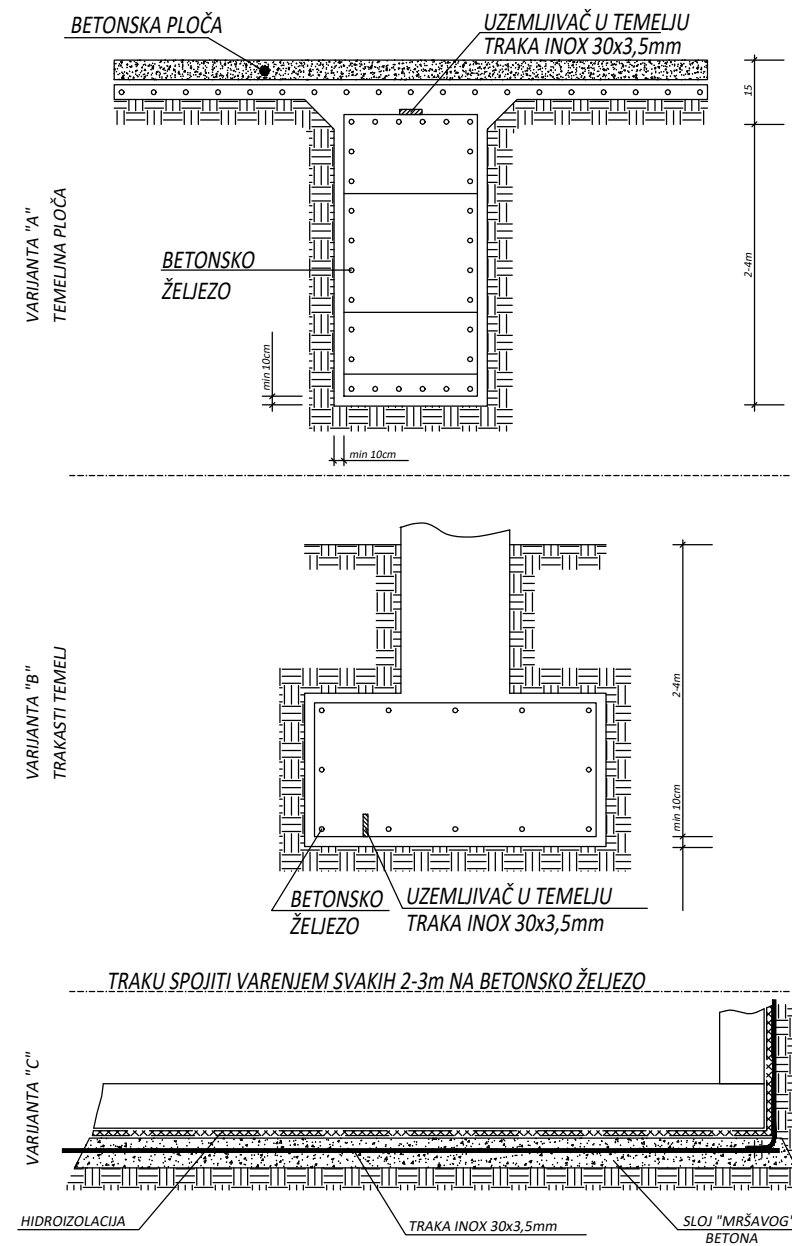 BETONSKA PLOČA
UZEMLJIVAČ U TEMELJU
TRAKA INOX 30x3,5mm
15
VARIJANTA "A"
TEMELJNA PLOČA
BETONSKO
ŽELJEZO
2-4m
min 10cm
min 10cm
VARIJANTA "B"
TRAKASTI TEMELJ
2-4m
min 10cm
BETONSKO
ŽELJEZO
UZEMLJIVAČ U TEMELJU
TRAKA INOX 30x3,5mm
TRAKU SPOJITI VARENJEM SVAKIH 2-3m NA BETONSKO ŽELJEZO
VARIJANTA "C"
HIDROIZOLACIJA
TRAKA INOX 30x3,5mm
SLOJ "MRŠAVOG"
BETONA